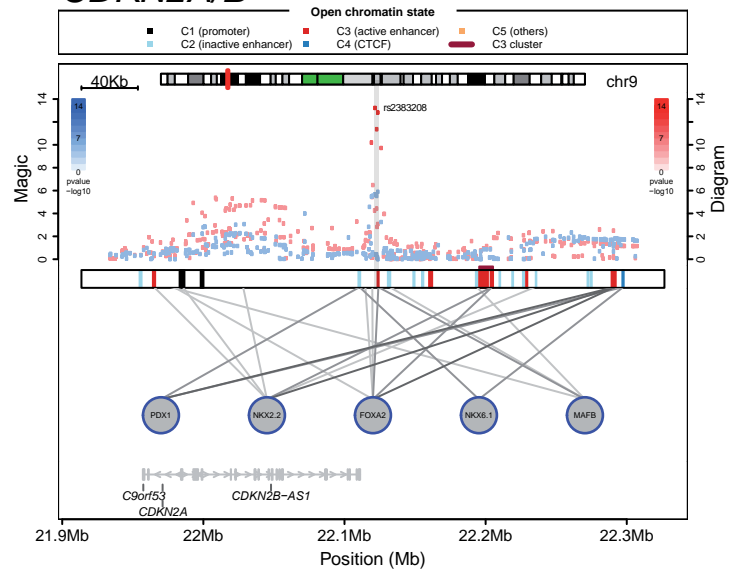 CDKN2A/B
Open chromatin state
C1 (promoter) C3 (active enhancer) C5 (others)
C2 (inactive enhancer) C4 (CTCF) C3 cluster
40Kb chr9
rs2383208
14
12
10
8
6
4
2
0
Magic
14
7
0
pvalue
−log10
14
7
0
pvalue
−log10
14
12
10
8
6
4
2
0
Diagram
PDX1 NKX2.2 FOXA2 NKX6.1 MAFB
C9orf53 CDKN2B−AS1
CDKN2A
21.9Mb 22Mb 22.1Mb 22.2Mb 22.3Mb
Position (Mb)